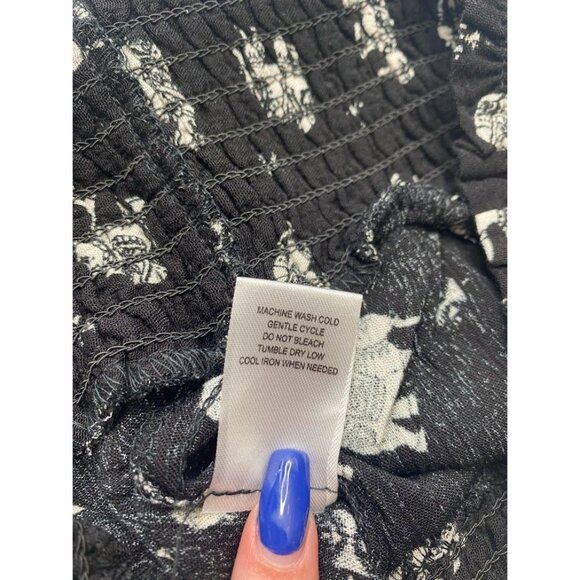 MACHINE WASH COLD
GENTLE CYCLE
DO NOT BLEACH
TUMBLE DRY LOW
COOL IRON WHEN NEEDED